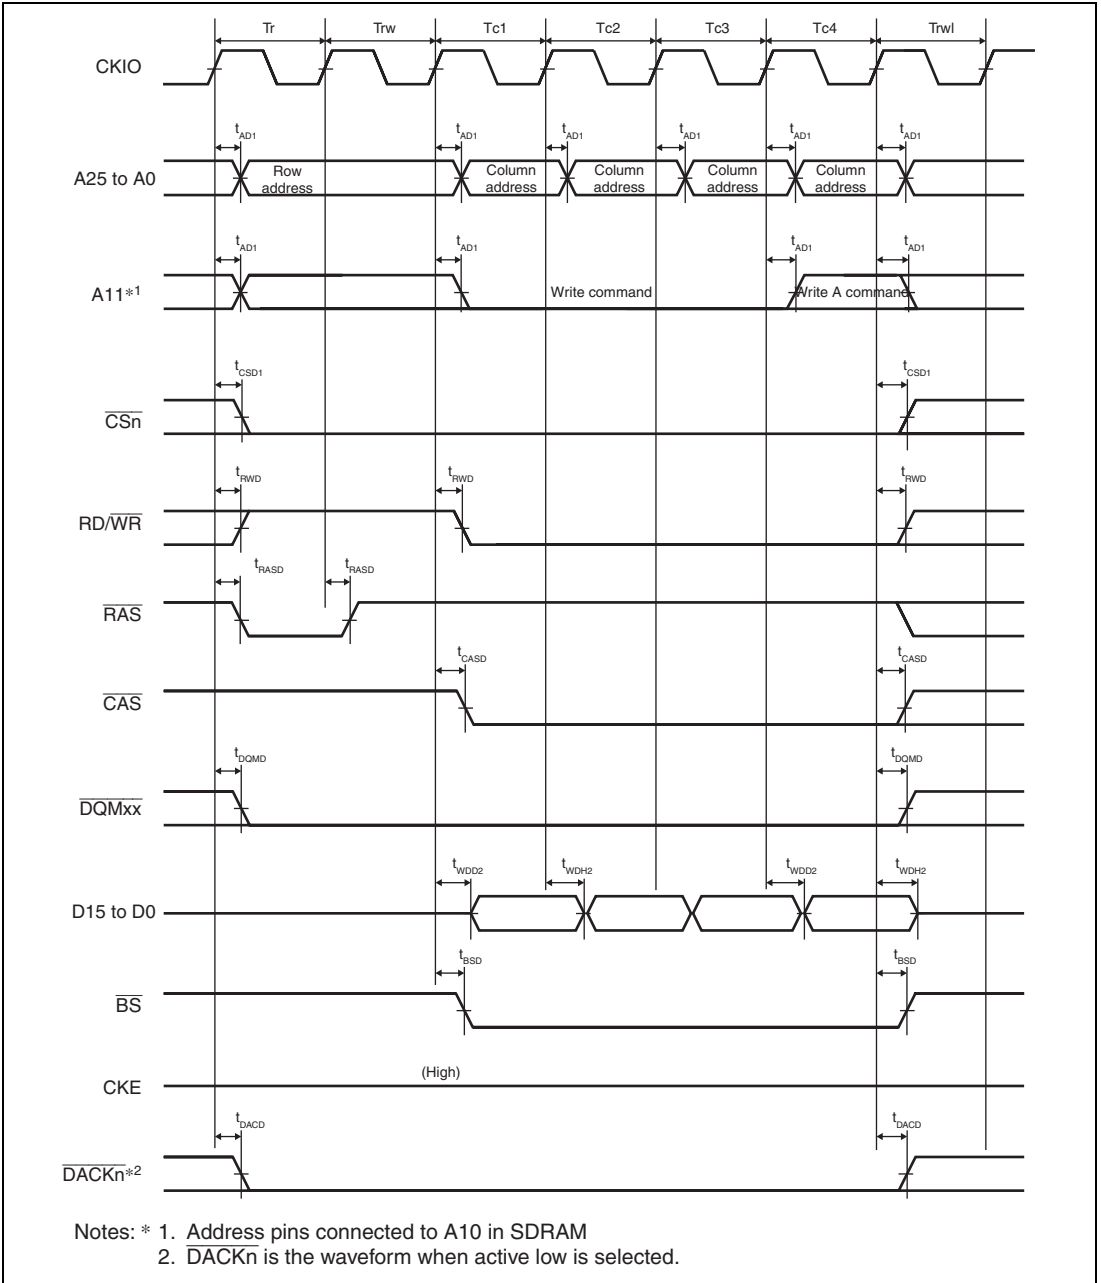 Tr Trw Tc1 Tc2 Tc3 Tc4 Trwl
CKIO
tAD1 tAD1 tAD1 tAD1 tAD1 tAD1
A25 to A0
Row address
Column address
Column address
Column address
Column address
tAD1 tAD1 tAD1 tAD1
A11*1
Write command
Write A command
tCSD1 tCSD1
CSn
tRWD tRWD tRWD
RD/WR
tRASD tRASD
RAS
tCASD tCASD
CAS
tDQMD tDQMD
DQMxx
tWDD2 tWDH2 tWDD2 tWDH2
D15 to D0
tBSD tBSD
BS
(High)
CKE
tDACD tDACD
DACKn*2
Notes: * 1. Address pins connected to A10 in SDRAM
2. DACKn is the waveform when active low is selected.